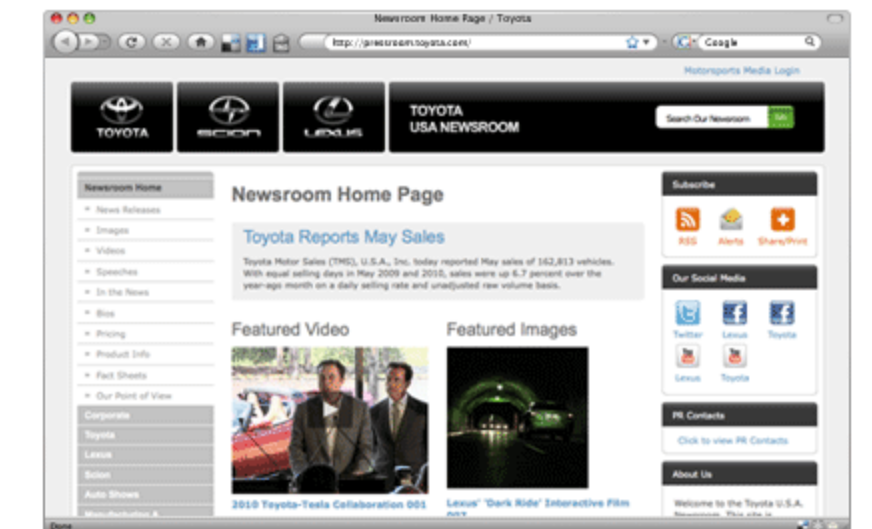 Newsroom Home Page / Toyota
http://pressroom.toyota.com/
Google
Motorsports Media Login
TOYOTA
SCION
LEXUS
TOYOTA
USA NEWSROOM
Search Our Newsroom
Go
Newsroom Home
News Releases
Images
Videos
Speeches
In the News
Bios
Pricing
Product Info
Fact Sheets
Our Point of View
Corporate
Toyota
Lexus
Scion
Auto Shows
Newsroom Home Page
Toyota Reports May Sales
Toyota Motor Sales (TMS), U.S.A., Inc. today reported May sales of 162,813 vehicles.
With equal selling days in May 2009 and 2010, sales were up 6.7 percent over the
year-ago month on a daily selling rate and unadjusted raw volume basis.
Featured Video
2010 Toyota-Tesla Collaboration 001
Featured Images
Lexus' 'Dark Ride' Interactive Film
007
Subscribe
RSS
Alerts
Share/Print
Our Social Media
Twitter
Lexus
Toyota
Lexus
Toyota
PR Contacts
Click to view PR Contacts
About Us
Welcome to the Toyota U.S.A.
Newsroom. This site is
Done